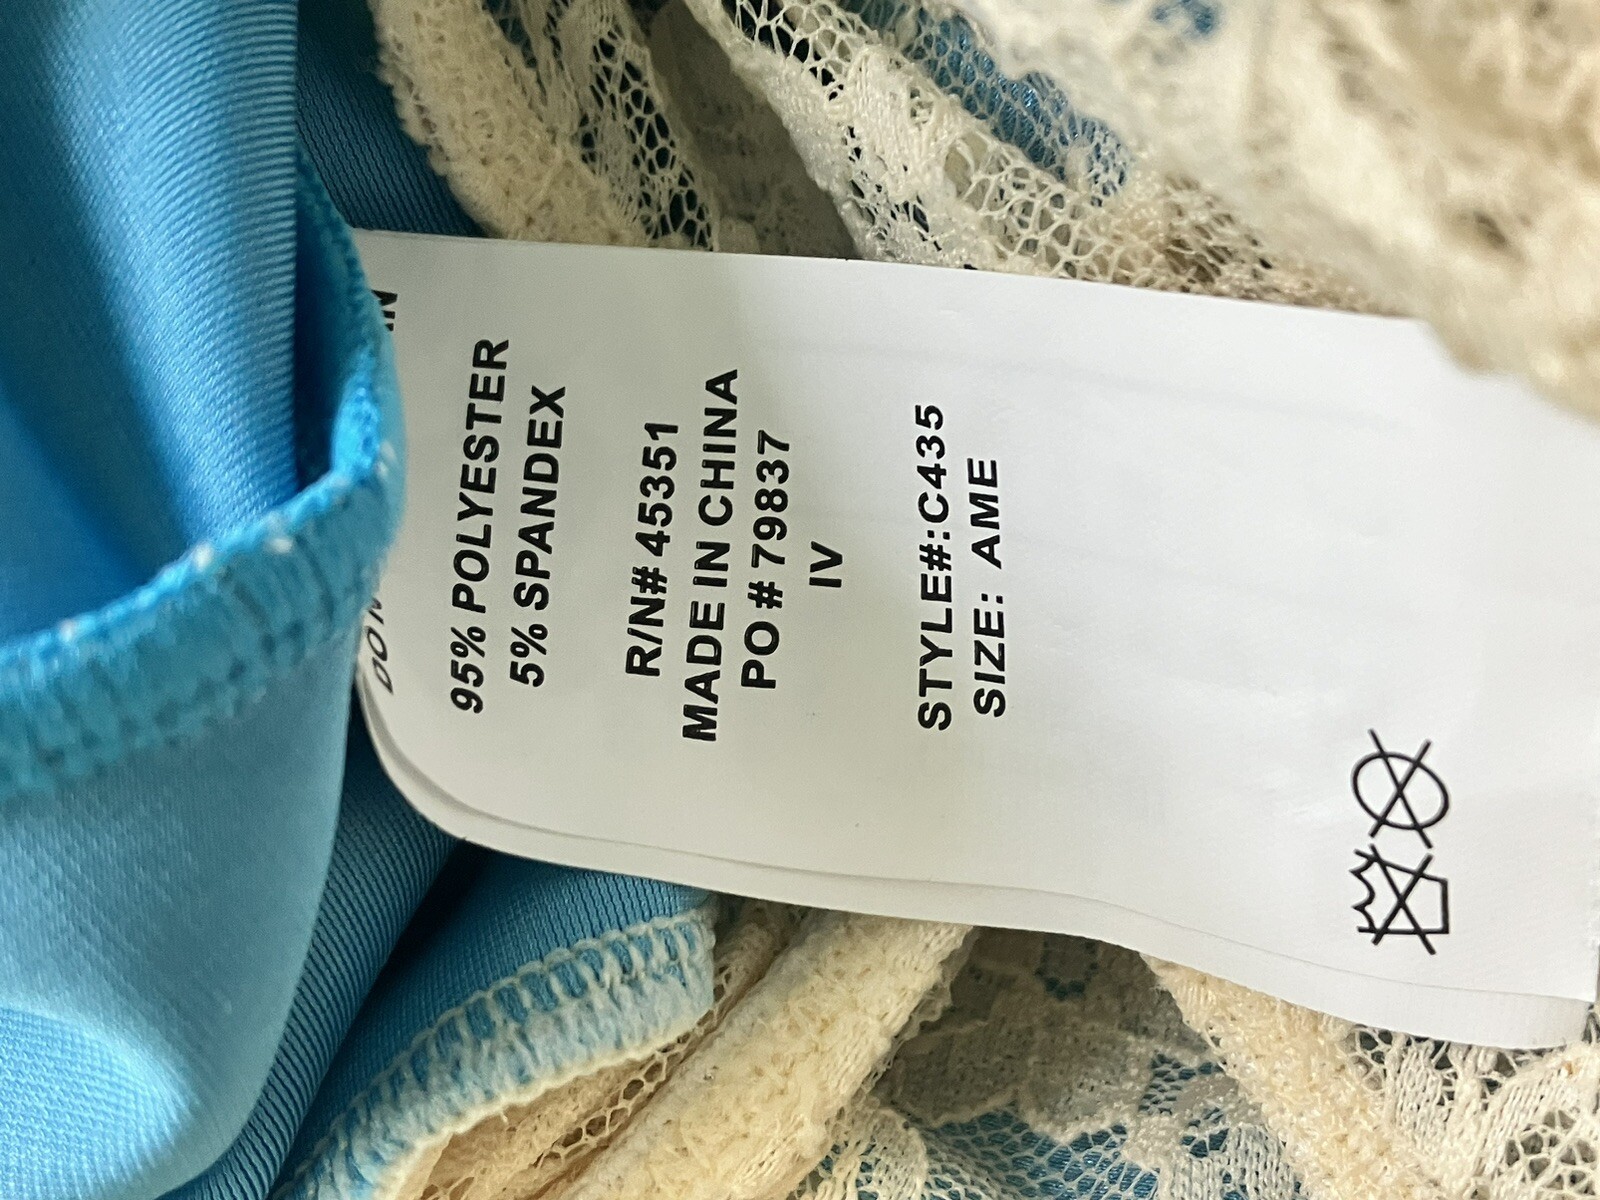 95% POLYESTER
5% SPANDEX
R/N# 45351
MADE IN CHINA
PO # 79837
IV
STYLE#:C435
SIZE: AME